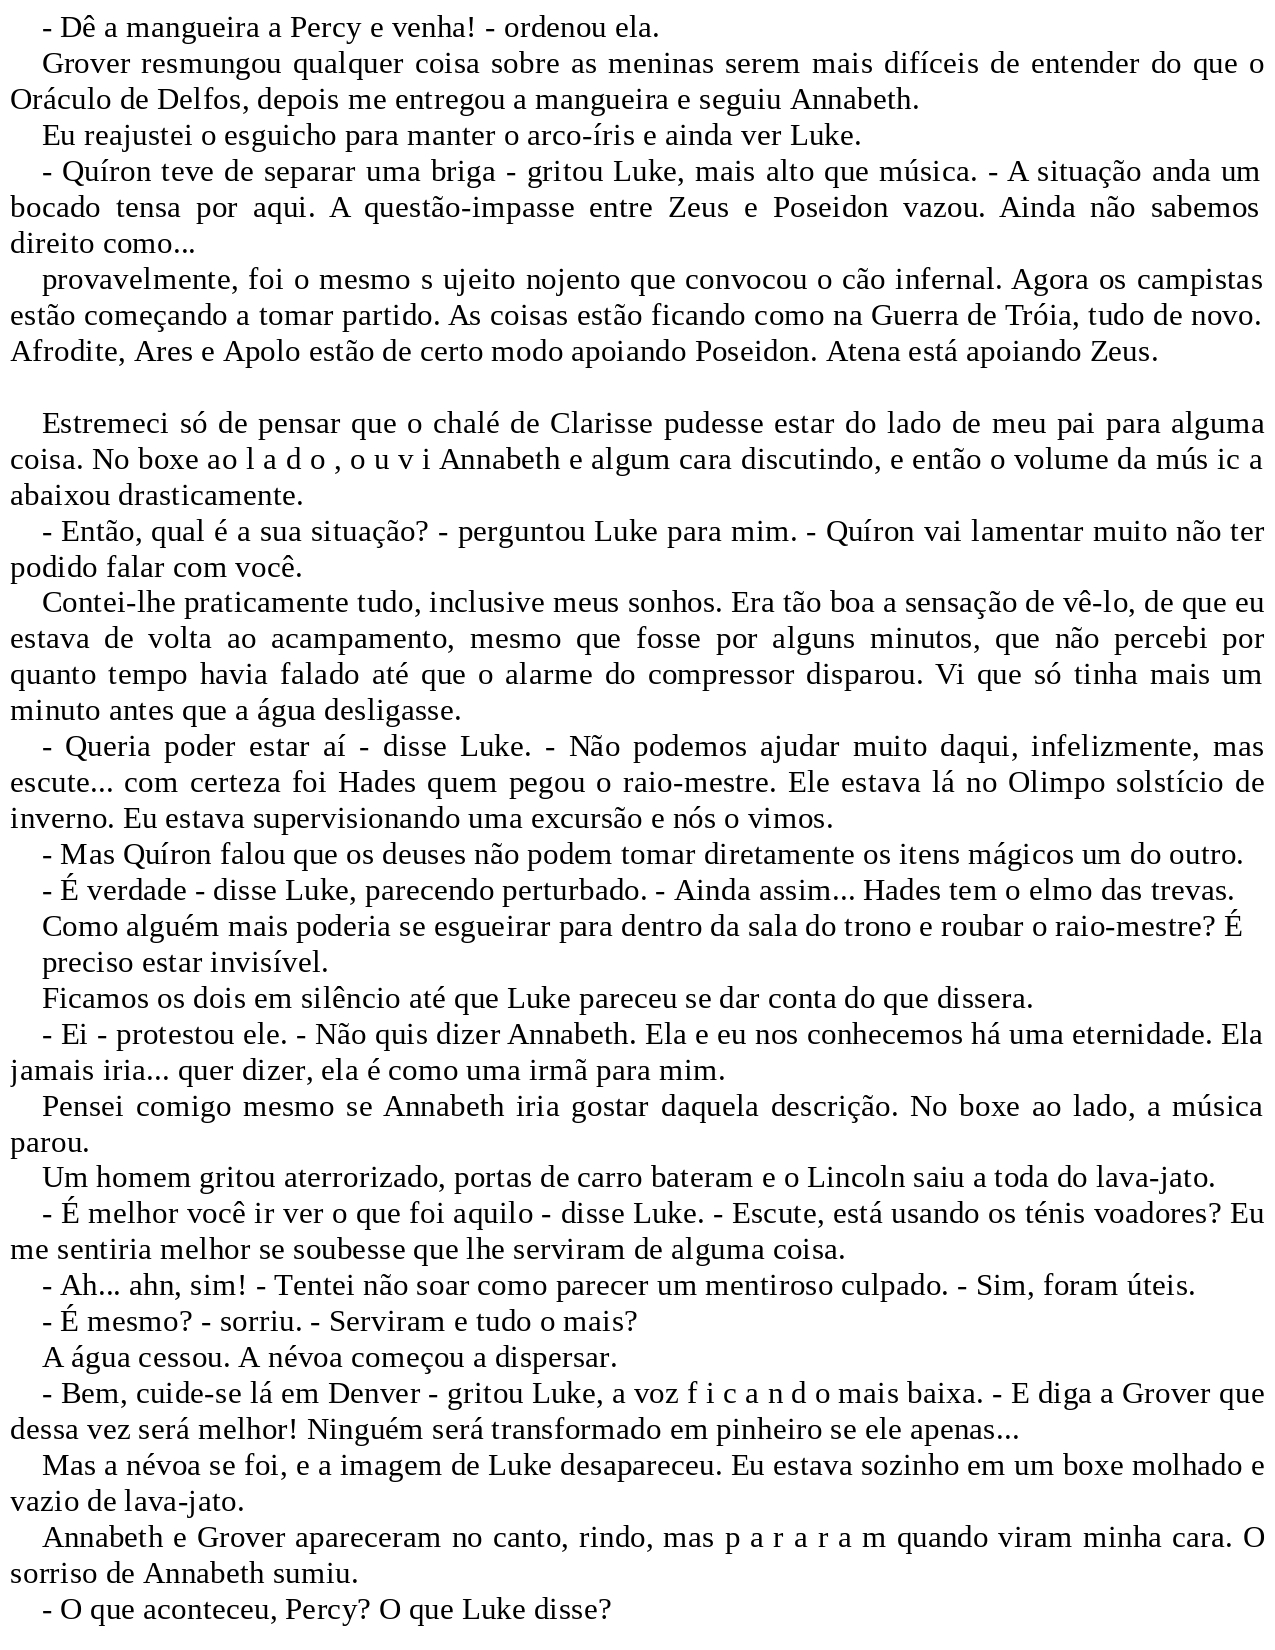 - Dê a mangueira a Percy e venha! - ordenou ela.
Grover resmungou qualquer coisa sobre as meninas serem mais difíceis de entender do que o
Oráculo de Delfos, depois me entregou a mangueira e seguiu Annabeth.
Eu reajustei o esguicho para manter o arco-íris e ainda ver Luke.
- Quíron teve de separar uma briga - gritou Luke, mais alto que música. - A situação anda um
bocado tensa por aqui. A questão-impasse entre Zeus e Poseidon vazou. Ainda não sabemos
direito como...
provavelmente, foi o mesmo s ujeito nojento que convocou o cão infernal. Agora os campistas
estão começando a tomar partido. As coisas estão ficando como na Guerra de Tróia, tudo de novo.
Afrodite, Ares e Apolo estão de certo modo apoiando Poseidon. Atena está apoiando Zeus.
Estremeci só de pensar que o chalé de Clarisse pudesse estar do lado de meu pai para alguma
coisa. No boxe ao l a d o , o u v i Annabeth e algum cara discutindo, e então o volume da mús ic a
abaixou drasticamente.
- Então, qual é a sua situação? - perguntou Luke para mim. - Quíron vai lamentar muito não ter
podido falar com você.
Contei-lhe praticamente tudo, inclusive meus sonhos. Era tão boa a sensação de vê-lo, de que eu
estava de volta ao acampamento, mesmo que fosse por alguns minutos, que não percebi por
quanto tempo havia falado até que o alarme do compressor disparou. Vi que só tinha mais um
minuto antes que a água desligasse.
- Queria poder estar aí - disse Luke. - Não podemos ajudar muito daqui, infelizmente, mas
escute... com certeza foi Hades quem pegou o raio-mestre. Ele estava lá no Olimpo solstício de
inverno. Eu estava supervisionando uma excursão e nós o vimos.
- Mas Quíron falou que os deuses não podem tomar diretamente os itens mágicos um do outro.
- É verdade - disse Luke, parecendo perturbado. - Ainda assim... Hades tem o elmo das trevas.
Como alguém mais poderia se esgueirar para dentro da sala do trono e roubar o raio-mestre? É
preciso estar invisível.
Ficamos os dois em silêncio até que Luke pareceu se dar conta do que dissera.
- Ei - protestou ele. - Não quis dizer Annabeth. Ela e eu nos conhecemos há uma eternidade. Ela
jamais iria... quer dizer, ela é como uma irmã para mim.
Pensei comigo mesmo se Annabeth iria gostar daquela descrição. No boxe ao lado, a música
parou.
Um homem gritou aterrorizado, portas de carro bateram e o Lincoln saiu a toda do lava-jato.
- É melhor você ir ver o que foi aquilo - disse Luke. - Escute, está usando os ténis voadores? Eu
me sentiria melhor se soubesse que lhe serviram de alguma coisa.
- Ah... ahn, sim! - Tentei não soar como parecer um mentiroso culpado. - Sim, foram úteis.
- É mesmo? - sorriu. - Serviram e tudo o mais?
A água cessou. A névoa começou a dispersar.
- Bem, cuide-se lá em Denver - gritou Luke, a voz f i c a n d o mais baixa. - E diga a Grover que
dessa vez será melhor! Ninguém será transformado em pinheiro se ele apenas...
Mas a névoa se foi, e a imagem de Luke desapareceu. Eu estava sozinho em um boxe molhado e
vazio de lava-jato.
Annabeth e Grover apareceram no canto, rindo, mas p a r a r a m quando viram minha cara. O
sorriso de Annabeth sumiu.
- O que aconteceu, Percy? O que Luke disse?